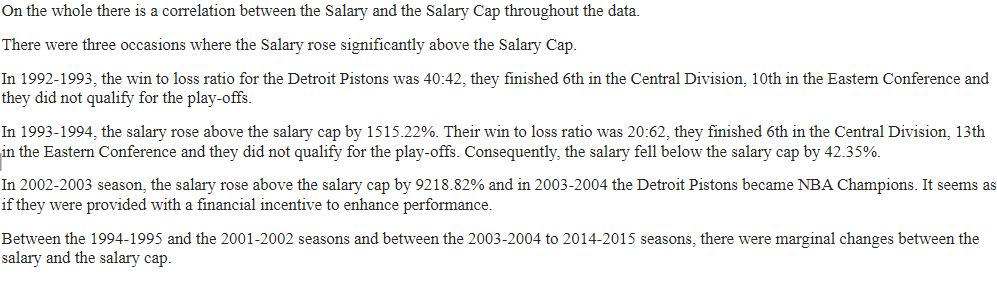 On the whole there is a correlation between the Salary and the Salary Cap throughout the data.
There were three occasions where the Salary rose significantly above the Salary Cap.
In 1992-1993, the win to loss ratio for the Detroit Pistons was 40:42, they finished 6th in the Central Division, 10th in the Eastern Conference and
they did not qualify for the play-offs.
In 1993-1994, the salary rose above the salary cap by 1515.22%. Their win to loss ratio was 20:62, they finished 6th in the Central Division, 13th
in the Eastern Conference and they did not qualify for the play-offs. Consequently, the salary fell below the salary cap by 42.35%.
In 2002-2003 season, the salary rose above the salary cap by 9218.82% and in 2003-2004 the Detroit Pistons became NBA Champions. It seems as
if they were provided with a financial incentive to enhance performance.
Between the 1994-1995 and the 2001-2002 seasons and between the 2003-2004 to 2014-2015 seasons, there were marginal changes between the
salary and the salary cap.